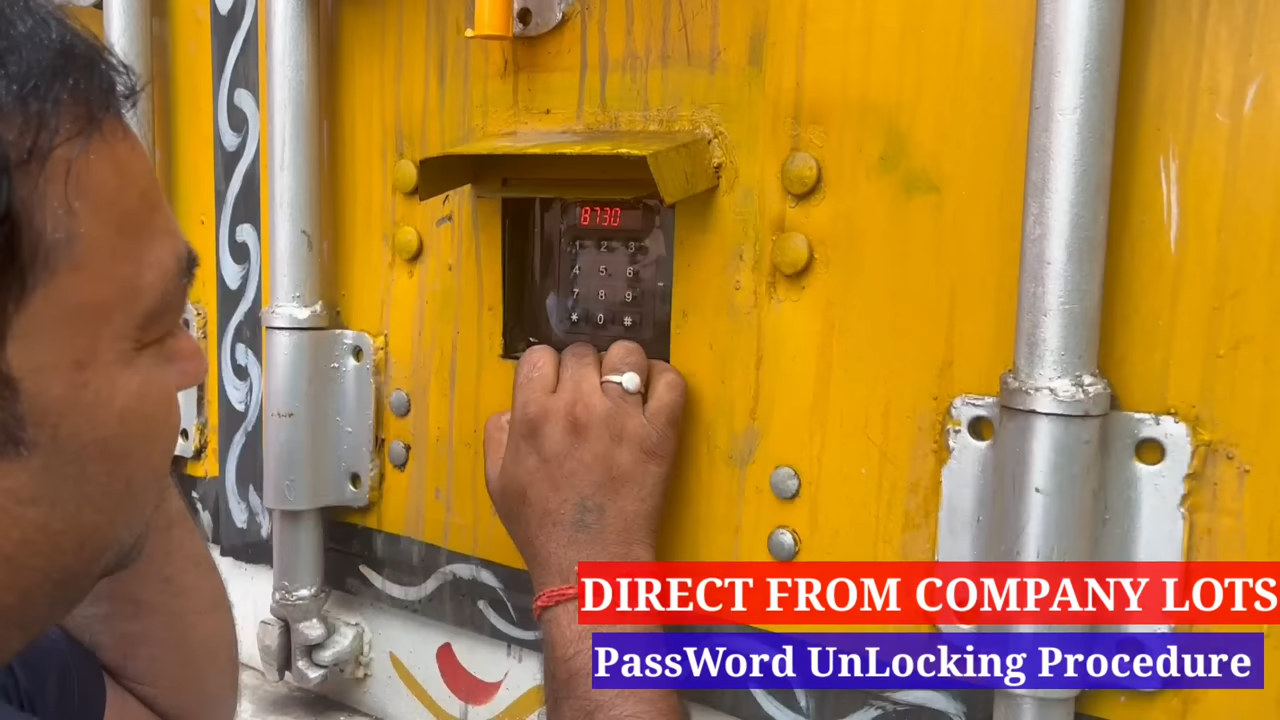 8730
1 2 3
4 5 6
7 8 9
* 0 #
DIRECT FROM COMPANY LOTS
PassWord UnLocking Procedure